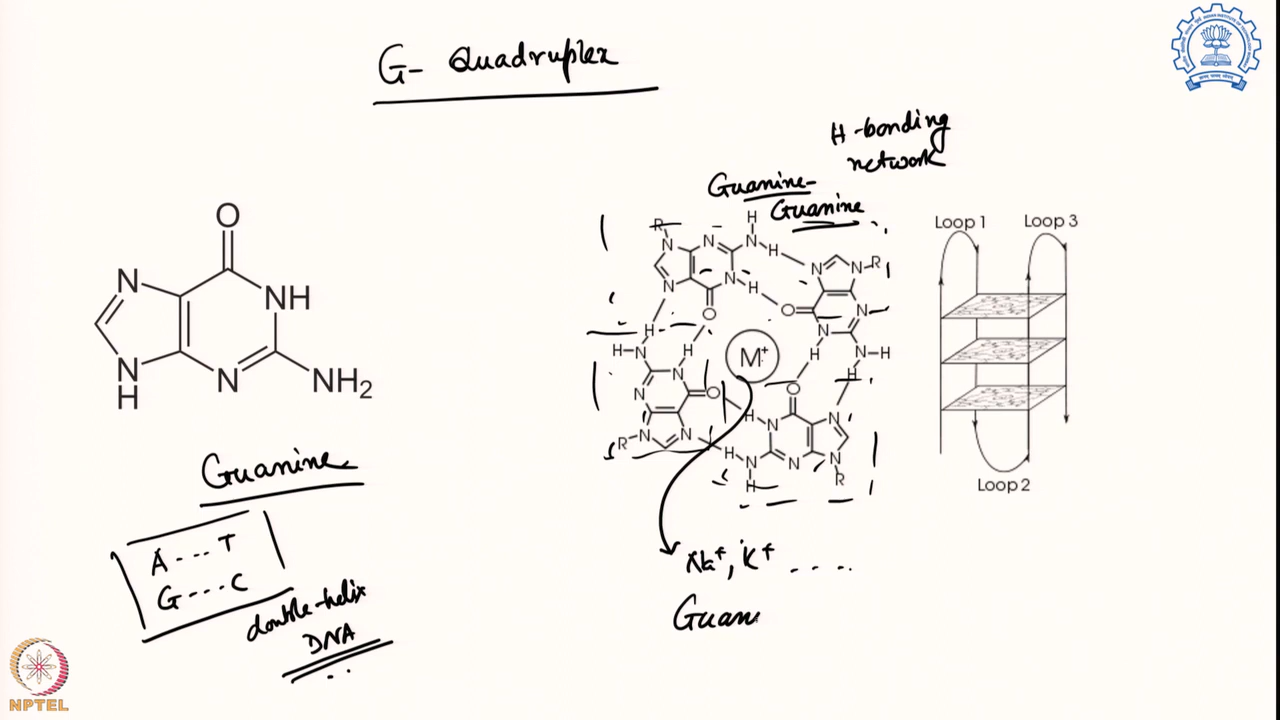 G- Quadruplex
H-bonding
network
Guanine-
Guanine
O
N
NH
N
H
N
NH2
Guanine
A....T
G....C
double-helix
DNA
M+
Na+, K+ .....
Guan
Loop 1
Loop 3
Loop 2
NPTEL